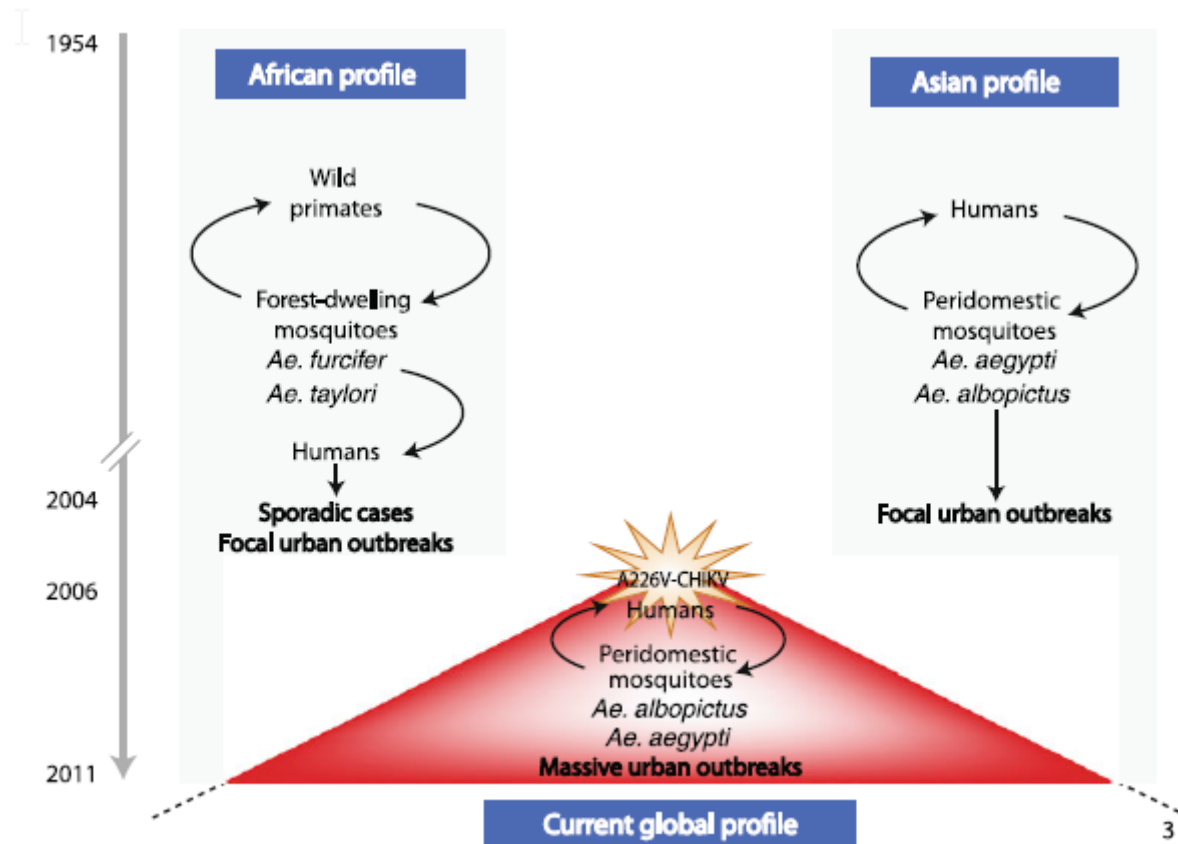 1954
African profile
Asian profile
Wild
primates
Forest-dwelling
mosquitoes
Ae. furcifer
Ae. taylori
Humans
Sporadic cases
Focal urban outbreaks
Humans
Peridomestic
mosquitoes
Ae. aegypti
Ae. albopictus
Focal urban outbreaks
2004
2006
A226V-CHIKV
Humans
Peridomestic
mosquitoes
Ae. albopictus
Ae. aegypti
Massive urban outbreaks
2011
Current global profile
3